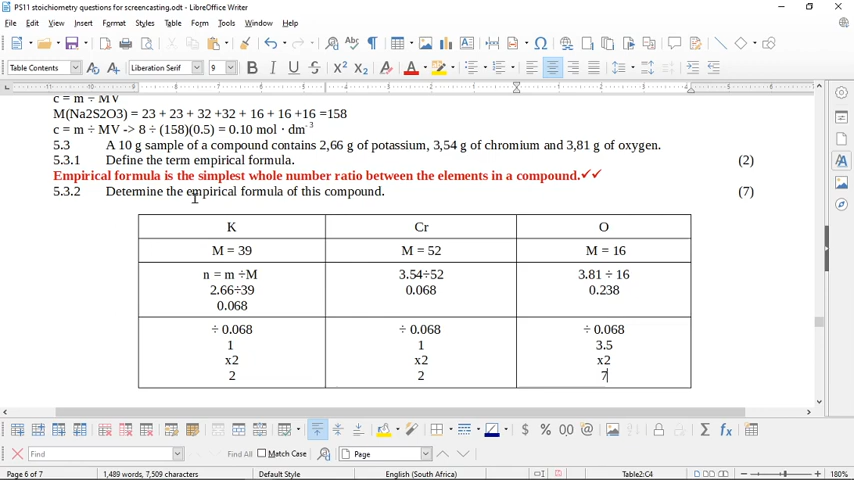 PS11 stoichiometry questions for screencasting.odt - LibreOffice Writer
File Edit View Insert Format Styles Table Form Tools Window Help
Table Contents Liberation Serif 9
c = m ÷ MV
M(Na2S2O3) = 23 + 23 + 32 +32 + 16 + 16 +16 =158
c = m ÷ MV -> 8 ÷ (158)(0.5) = 0.10 mol · dm⁻³
5.3 A 10 g sample of a compound contains 2,66 g of potassium, 3,54 g of chromium and 3,81 g of oxygen.
5.3.1 Define the term empirical formula. (2)
Empirical formula is the simplest whole number ratio between the elements in a compound.✓✓
5.3.2 Determine the empirical formula of this compound. (7)
K Cr O
M = 39 M = 52 M = 16
n = m ÷M 3.54÷52 3.81 ÷ 16
2.66÷39 0.068 0.238
0.068
÷ 0.068 ÷ 0.068 ÷ 0.068
1 1 3.5
x2 x2 x2
2 2 7
Find Find All Match Case Page
Page 6 of 7 1,489 words, 7,509 characters Default Style English (South Africa) Table2:C4 180%